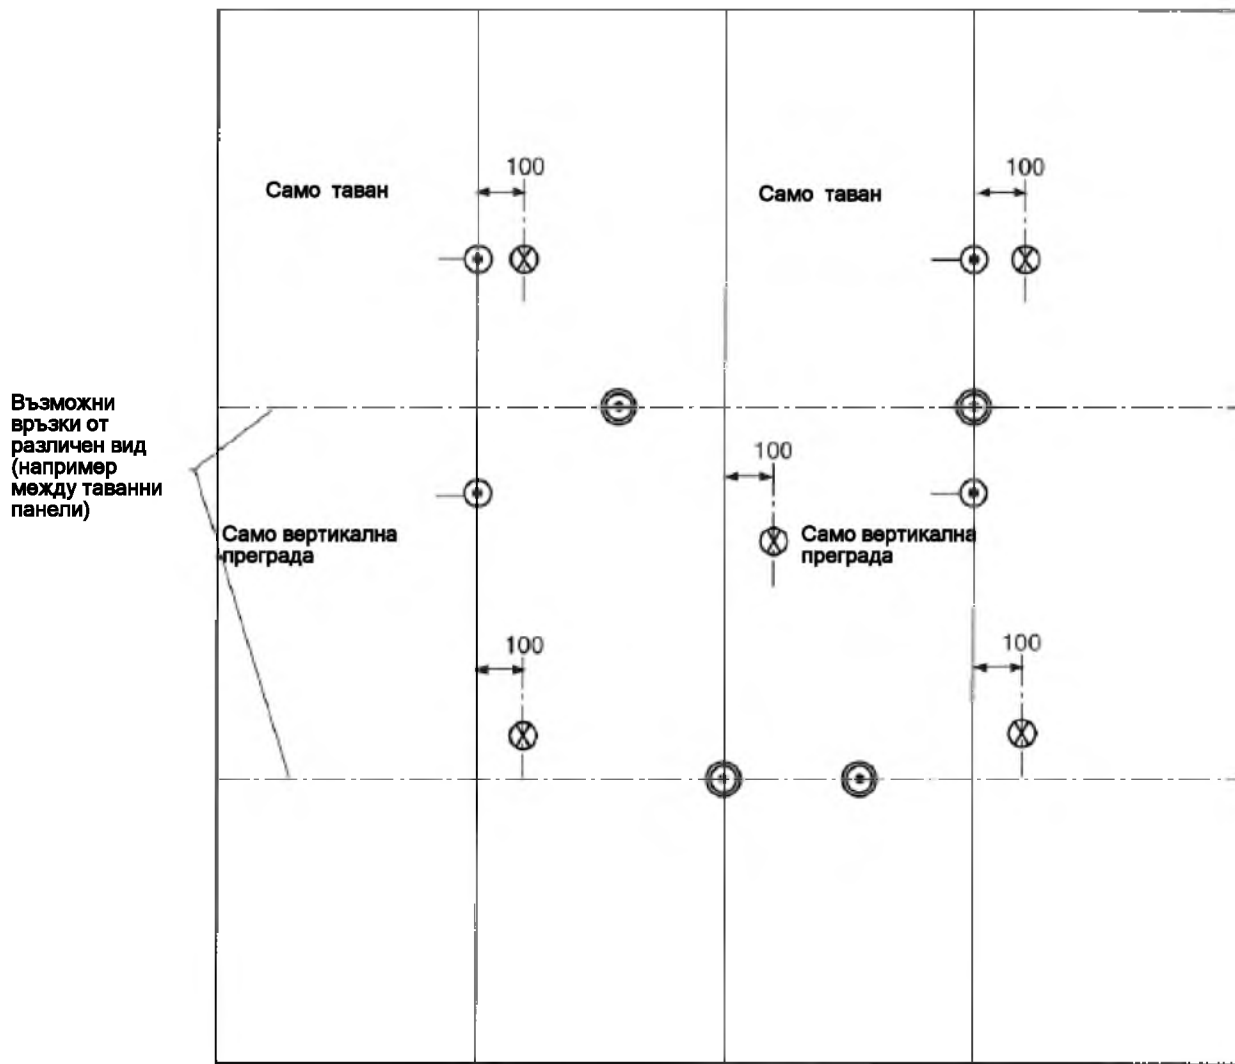 100
100
Само таван
Само таван
Възможни
връзки от
различен вид
(например
между таванни
панели)
100
Само вертикална
преграда
Само вертикална
преграда
100
100